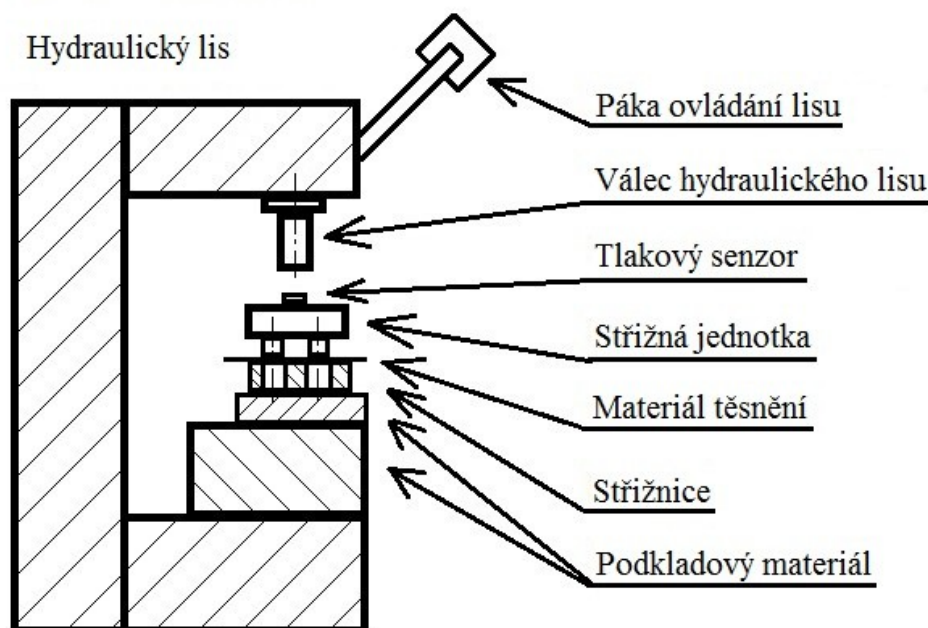 Hydraulický lis
Páka ovládání lisu
Válec hydraulického lisu
Tlakový senzor
Střižná jednotka
Materiál těsnění
Střižnice
Podkladový materiál